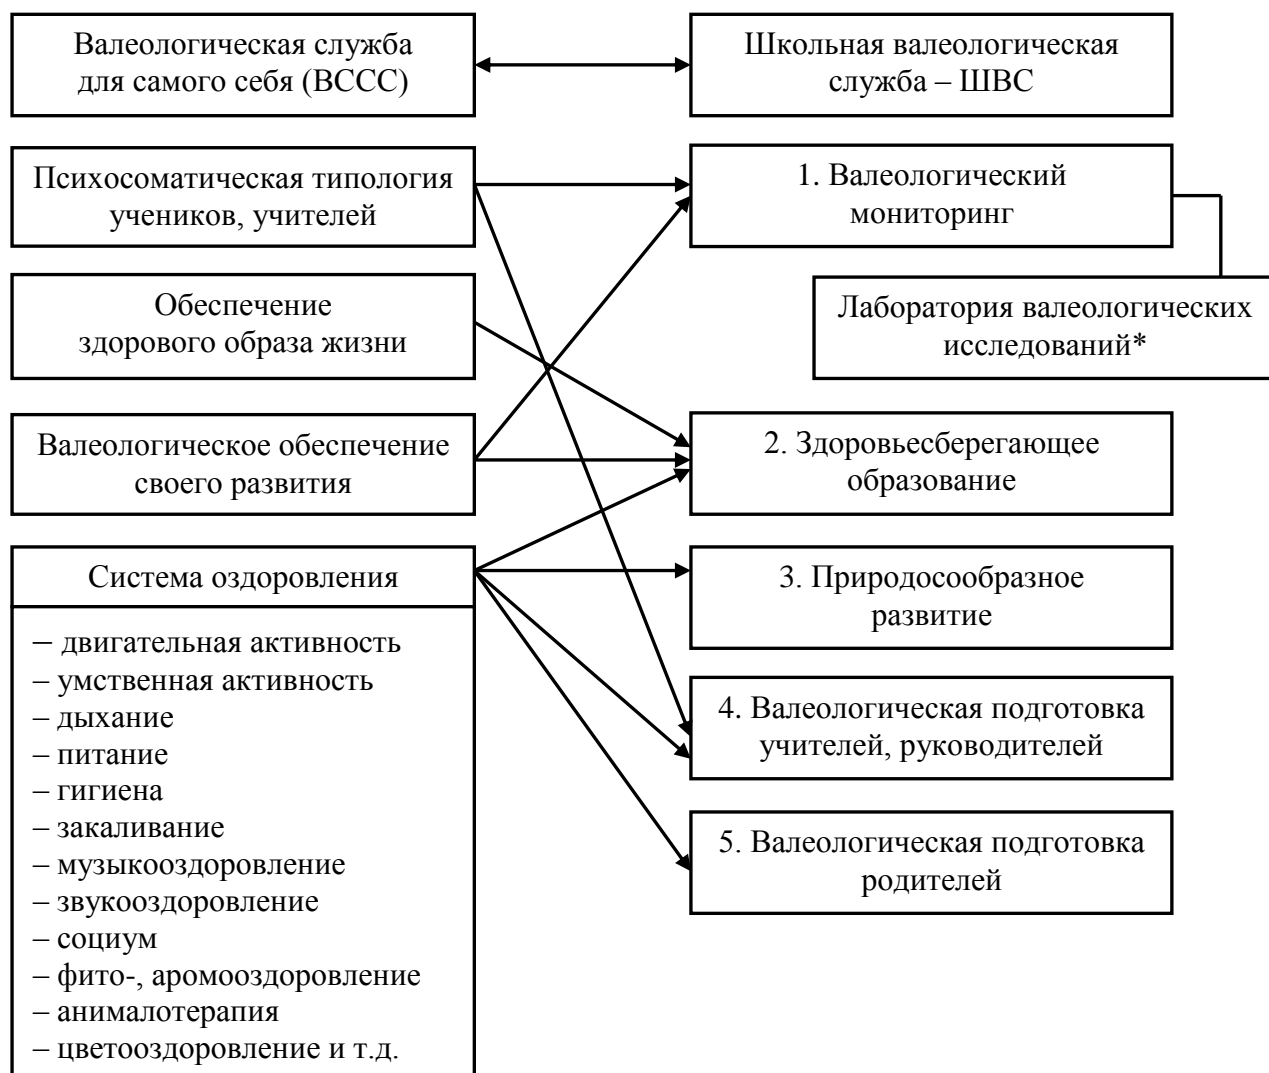 Валеологическая служба
для самого себя (ВССС)
Школьная валеологическая
служба – ШВС
Психосоматическая типология
учеников, учителей
1. Валеологический
мониторинг
Обеспечение
здорового образа жизни
Лаборатория валеологических
исследований*
Валеологическое обеспечение
своего развития
2. Здоровьесберегающее
образование
Система оздоровления
– двигательная активность
– умственная активность
– дыхание
– питание
– гигиена
– закаливание
– музыкооздоровление
– звукооздоровление
– социум
– фито-, аромооздоровление
– анималотерапия
– цветооздоровление и т.д.
3. Природосообразное
развитие
4. Валеологическая подготовка
учителей, руководителей
5. Валеологическая подготовка
родителей